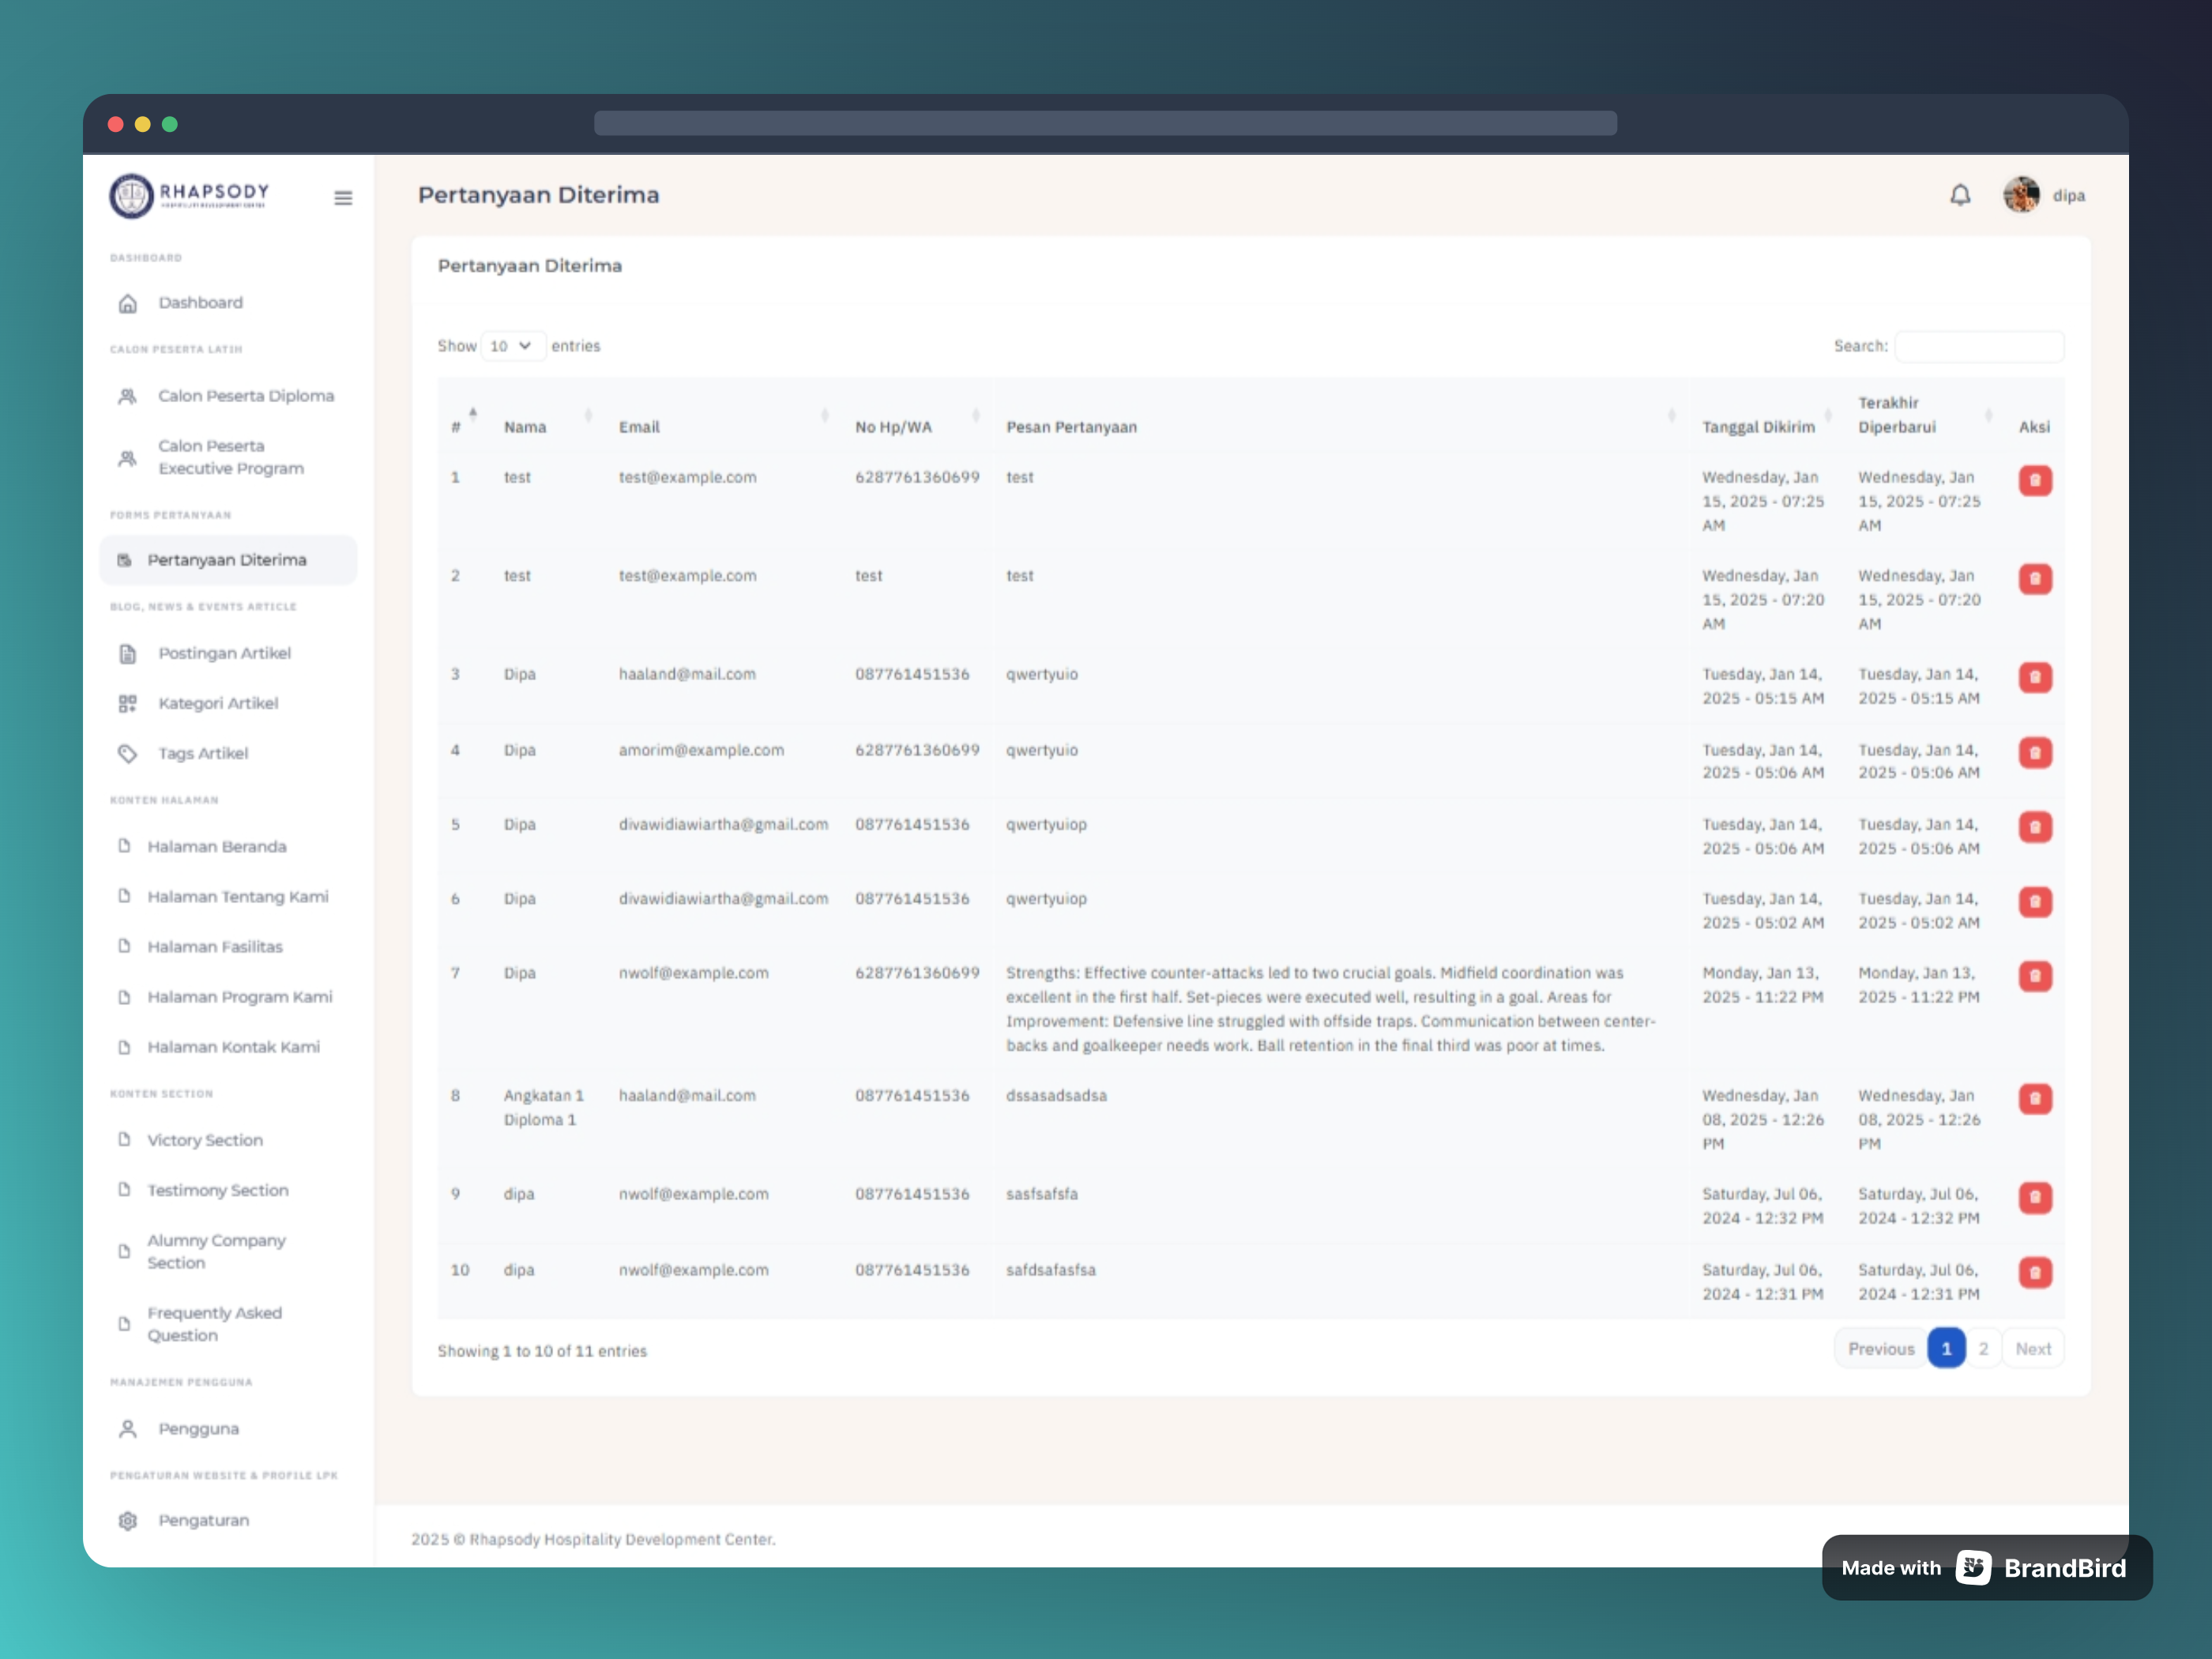 RHAPSODY
HOSPITALITY DEVELOPMENT CENTER
Pertanyaan Diterima
dipa
DASHBOARD
Dashboard
CALON PESERTA LATIH
Calon Peserta Diploma
Calon Peserta
Executive Program
FORMS PERTANYAAN
Pertanyaan Diterima
BLOG, NEWS & EVENTS ARTICLE
Postingan Artikel
Kategori Artikel
Tags Artikel
KONTEN HALAMAN
Halaman Beranda
Halaman Tentang Kami
Halaman Fasilitas
Halaman Program Kami
Halaman Kontak Kami
KONTEN SECTION
Victory Section
Testimony Section
Alumny Company
Section
Frequently Asked
Question
MANAJEMEN PENGGUNA
Pengguna
PENGATURAN WEBSITE & PROFILE LPK
Pengaturan
Pertanyaan Diterima
Show 10 entries
Search:
# Nama Email No Hp/WA Pesan Pertanyaan Tanggal Dikirim Terakhir
Diperbarui Aksi
1 test test@example.com 6287761360699 test Wednesday, Jan Wednesday, Jan
15, 2025 - 07:25 15, 2025 - 07:25
AM AM
2 test test@example.com test test Wednesday, Jan Wednesday, Jan
15, 2025 - 07:20 15, 2025 - 07:20
AM AM
3 Dipa haaland@mail.com 087761451536 qwertyuio Tuesday, Jan 14, Tuesday, Jan 14,
2025 - 05:15 AM 2025 - 05:15 AM
4 Dipa amorim@example.com 6287761360699 qwertyuio Tuesday, Jan 14, Tuesday, Jan 14,
2025 - 05:06 AM 2025 - 05:06 AM
5 Dipa divawidiawiartha@gmail.com 087761451536 qwertyuiop Tuesday, Jan 14, Tuesday, Jan 14,
2025 - 05:06 AM 2025 - 05:06 AM
6 Dipa divawidiawiartha@gmail.com 087761451536 qwertyuiop Tuesday, Jan 14, Tuesday, Jan 14,
2025 - 05:02 AM 2025 - 05:02 AM
7 Dipa nwolf@example.com 6287761360699 Strengths: Effective counter-attacks led to two crucial goals. Midfield coordination was Monday, Jan 13, Monday, Jan 13,
excellent in the first half. Set-pieces were executed well, resulting in a goal. Areas for 2025 - 11:22 PM 2025 - 11:22 PM
Improvement: Defensive line struggled with offside traps. Communication between center-
backs and goalkeeper needs work. Ball retention in the final third was poor at times.
8 Angkatan 1 haaland@mail.com 087761451536 dssasadsadsa Wednesday, Jan Wednesday, Jan
Diploma 1 08, 2025 - 12:26 08, 2025 - 12:26
PM PM
9 dipa nwolf@example.com 087761451536 sasfsafsfa Saturday, Jul 06, Saturday, Jul 06,
2024 - 12:32 PM 2024 - 12:32 PM
10 dipa nwolf@example.com 087761451536 safdsafasfsa Saturday, Jul 06, Saturday, Jul 06,
2024 - 12:31 PM 2024 - 12:31 PM
Showing 1 to 10 of 11 entries
Previous 1 2 Next
2025 © Rhapsody Hospitality Development Center.
Made with BrandBird